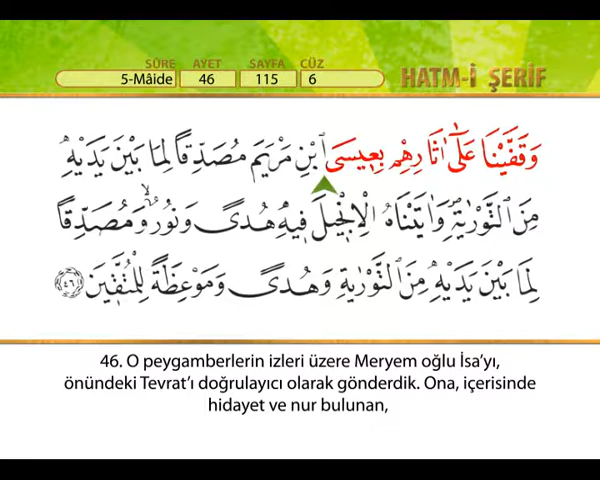 SÛRE AYET SAYFA CÜZ
5-Mâide 46 115 6
HATM-İ ŞERİF
وَقَفَّيْنَا عَلٰٓى اٰثَارِهِمْ بِعِيسَى ابْنِ مَرْيَمَ مُصَدِّقًا لِمَا بَيْنَ يَدَيْهِ
مِنَ التَّوْرٰيةِۖ وَاٰتَيْنَاهُ الْاِنْجٖيلَ فٖيهِ هُدًى وَنُورٌۙ وَمُصَدِّقًا
لِمَا بَيْنَ يَدَيْهِ مِنَ التَّوْرٰيةِ وَهُدًى وَمَوْعِظَةً لِلْمُتَّقٖينَ ٤٦
46. O peygamberlerin izleri üzere Meryem oğlu İsa’yı,
önündeki Tevrat’ı doğrulayıcı olarak gönderdik. Ona, içerisinde
hidayet ve nur bulunan,